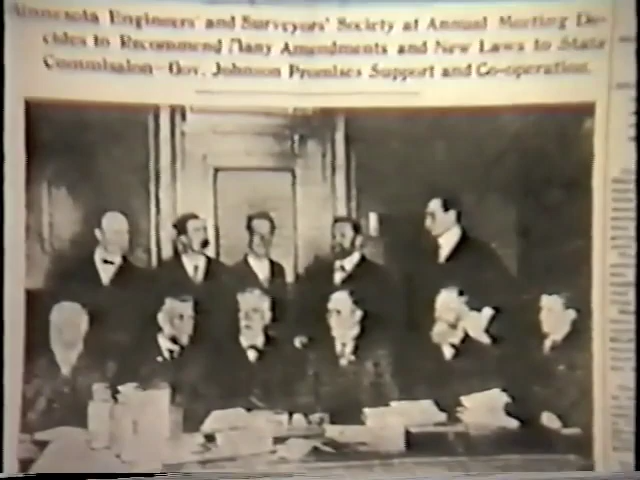 Minnesota Engineers' and Surveyors' Society at Annual Meeting De-
cides to Recommend Many Amendments and New Laws to State
Commission—Gov. Johnson Promises Support and Co-operation.